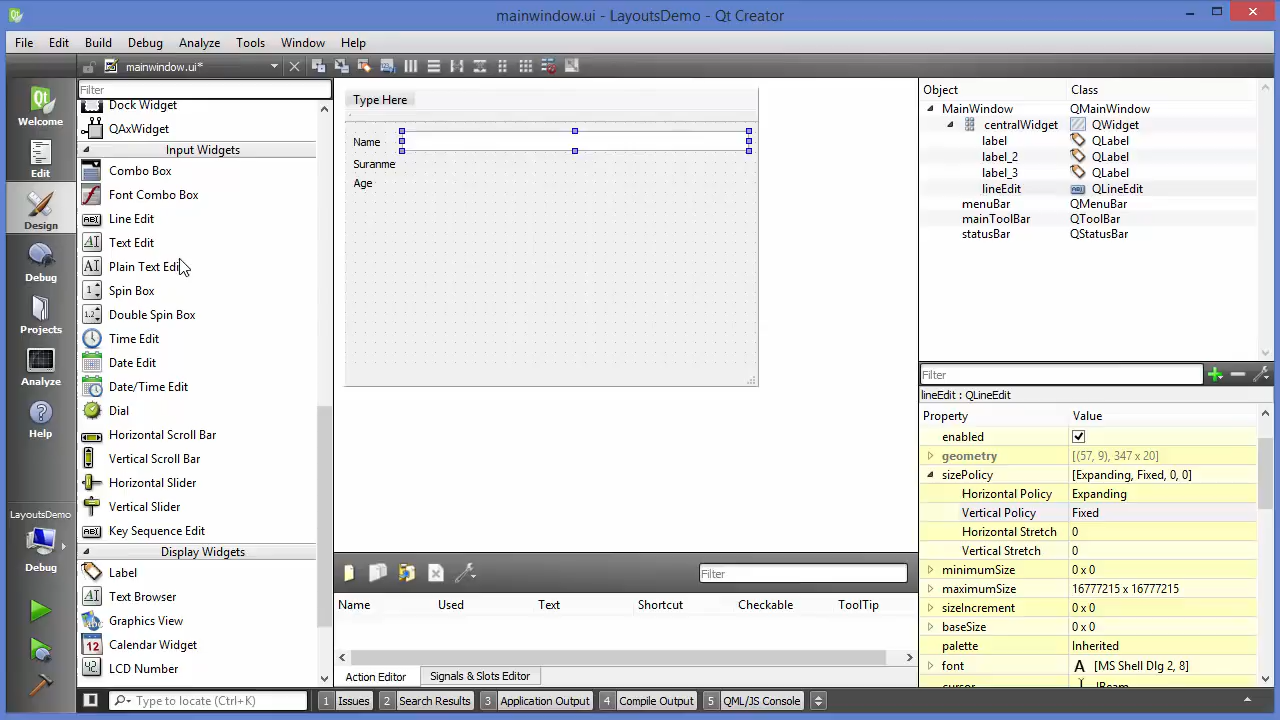 mainwindow.ui - LayoutsDemo - Qt Creator
File Edit Build Debug Analyze Tools Window Help
mainwindow.ui*
Filter
Dock Widget
QAxWidget
Input Widgets
Combo Box
Font Combo Box
Line Edit
Text Edit
Plain Text Edit
Spin Box
Double Spin Box
Time Edit
Date Edit
Date/Time Edit
Dial
Horizontal Scroll Bar
Vertical Scroll Bar
Horizontal Slider
Vertical Slider
Key Sequence Edit
Display Widgets
Label
Text Browser
Graphics View
Calendar Widget
LCD Number
Welcome
Edit
Design
Debug
Projects
Analyze
Help
LayoutsDemo
Debug
Type Here
Name
Suranme
Age
Object Class
MainWindow QMainWindow
centralWidget QWidget
label QLabel
label_2 QLabel
label_3 QLabel
lineEdit QLineEdit
menuBar QMenuBar
mainToolBar QToolBar
statusBar QStatusBar
Filter
lineEdit : QLineEdit
Property Value
enabled
geometry [(57, 9), 347 x 20]
sizePolicy [Expanding, Fixed, 0, 0]
Horizontal Policy Expanding
Vertical Policy Fixed
Horizontal Stretch 0
Vertical Stretch 0
minimumSize 0 x 0
maximumSize 16777215 x 16777215
sizeIncrement 0 x 0
baseSize 0 x 0
palette Inherited
font A [MS Shell Dlg 2, 8]
cursor IBeam
Filter
Name Used Text Shortcut Checkable ToolTip
Action Editor Signals & Slots Editor
Type to locate (Ctrl+K) 1 Issues 2 Search Results 3 Application Output 4 Compile Output 5 QML/JS Console